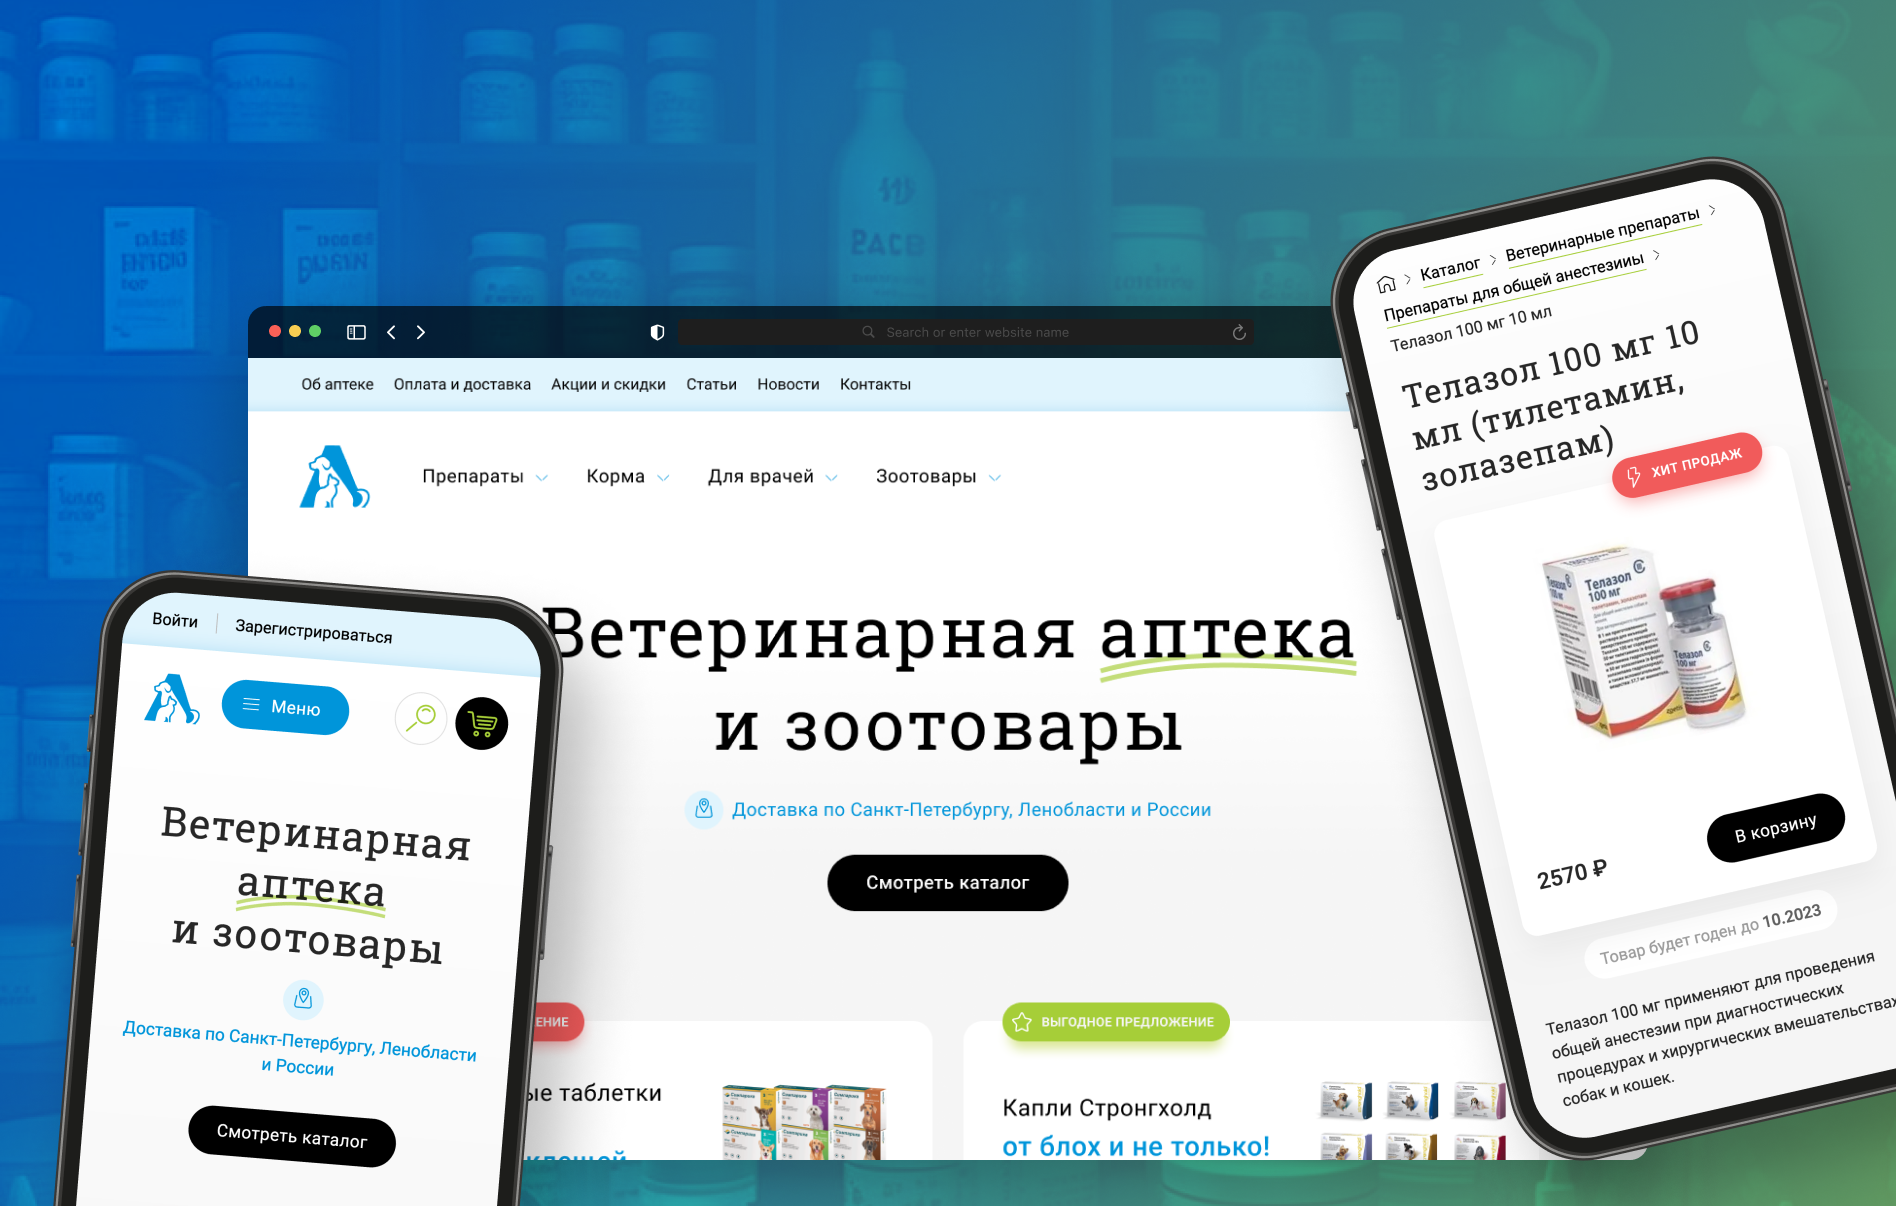 Search or enter website name
Об аптеке Оплата и доставка Акции и скидки Статьи Новости Контакты
Препараты Корма Для врачей Зоотовары
Ветеринарная аптека
и зоотовары
Доставка по Санкт-Петербургу, Ленобласти и России
Смотреть каталог
ВЫГОДНОЕ ПРЕДЛОЖЕНИЕ
Капли Стронгхолд
от блох и не только!
ЕНИЕ
ые таблетки
клещей
Войти Зарегистрироваться
Меню
Ветеринарная
аптека
и зоотовары
Доставка по Санкт-Петербургу, Ленобласти
и России
Смотреть каталог
Каталог Ветеринарные препараты
Препараты для общей анестезииы
Телазол 100 мг 10 мл
Телазол 100 мг 10
мл (тилетамин,
золазепам)
ХИТ ПРОДАЖ
Телазол
100 мг
Телазол
100 мг
2570 ₽
В корзину
Товар будет годен до 10.2023
Телазол 100 мг применяют для проведения
общей анестезии при диагностических
процедурах и хирургических вмешательствах
собак и кошек.